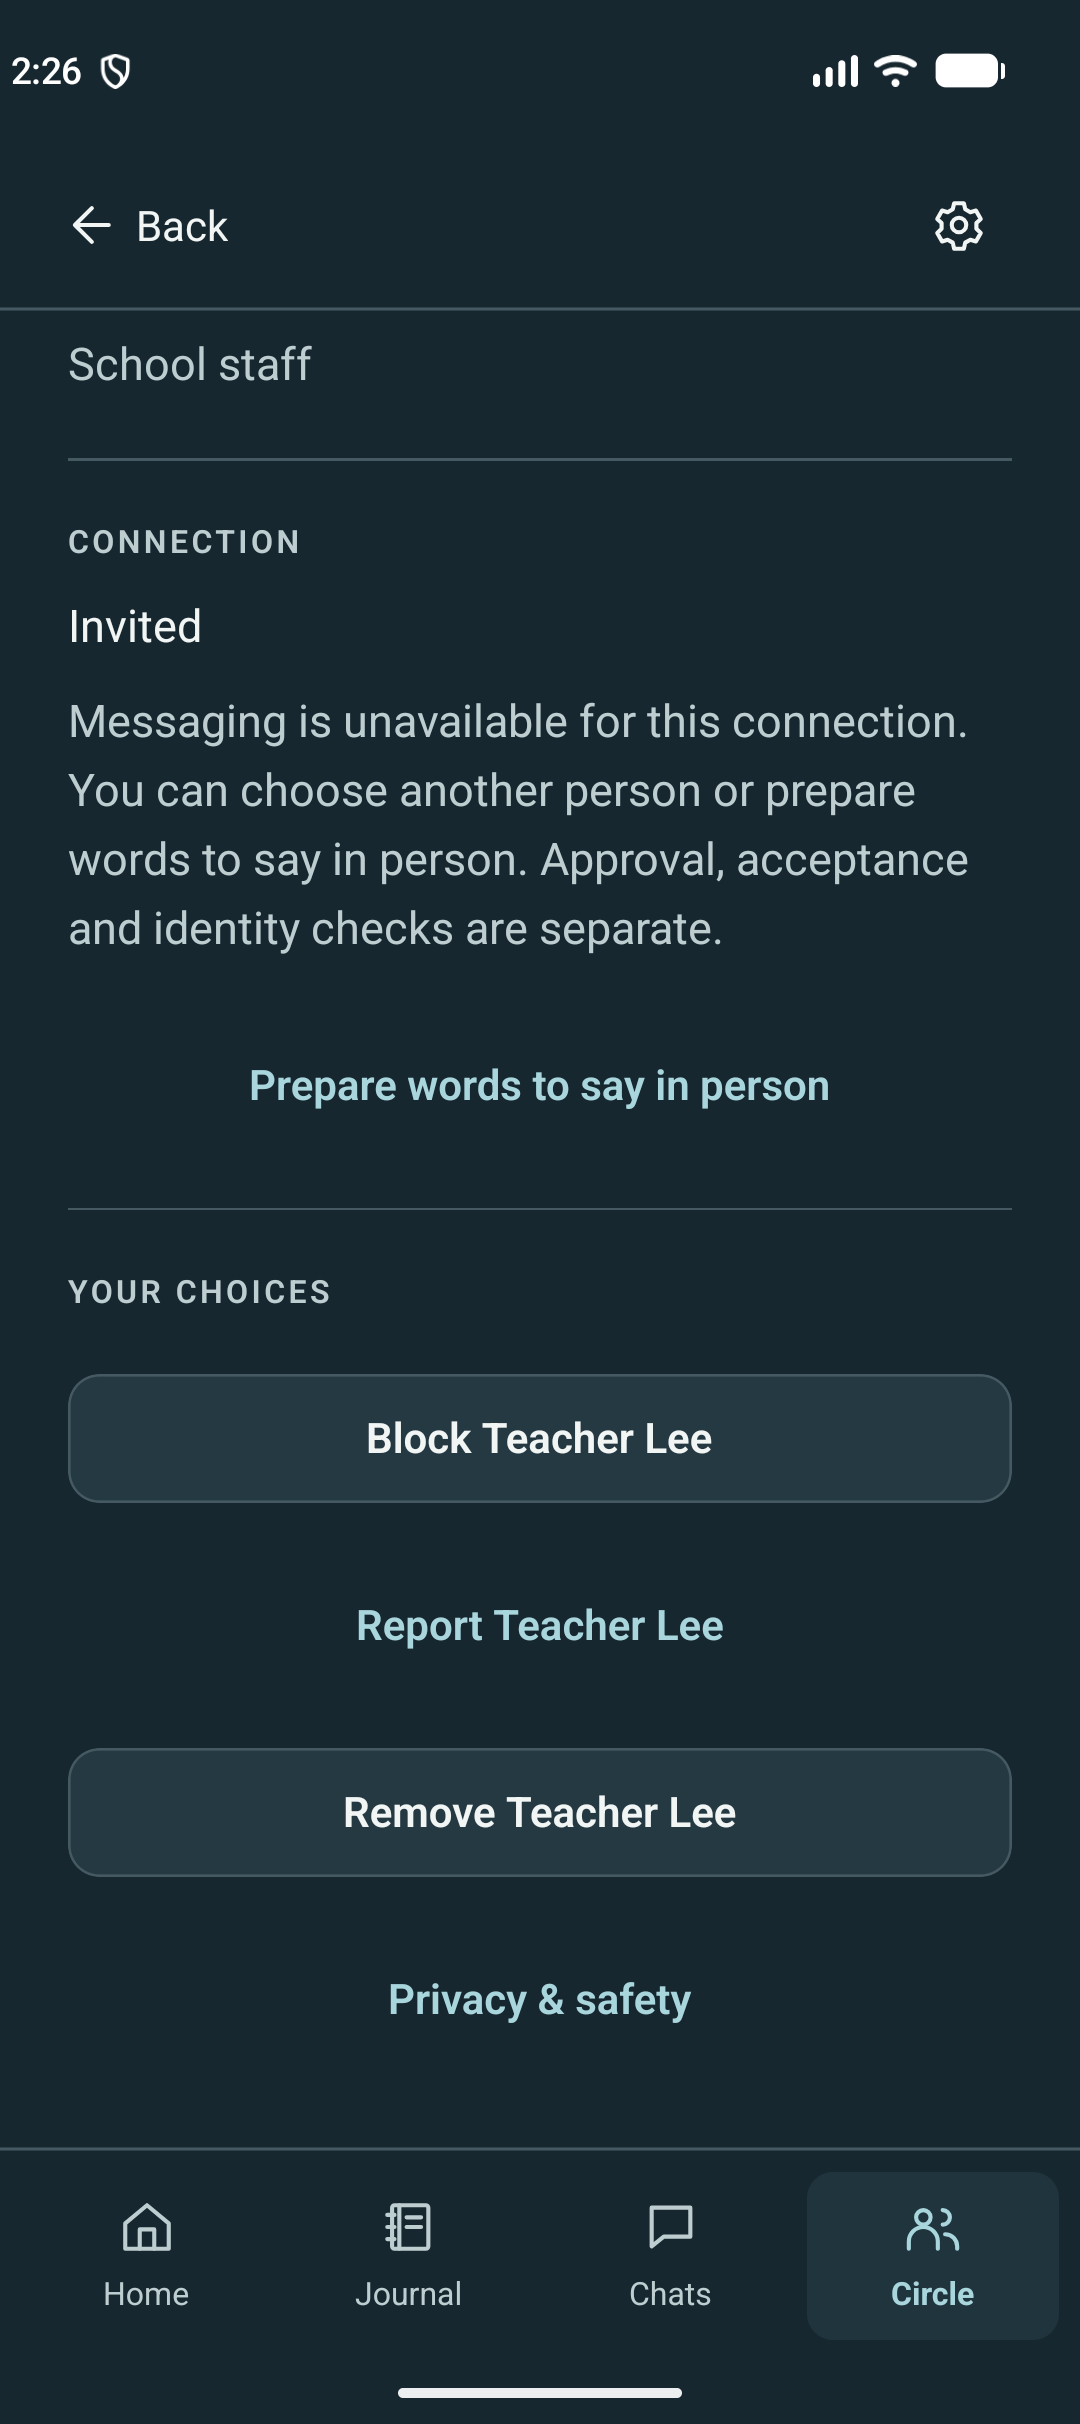 2:26
Back
School staff
CONNECTION
Invited
Messaging is unavailable for this connection.
You can choose another person or prepare
words to say in person. Approval, acceptance
and identity checks are separate.
Prepare words to say in person
YOUR CHOICES
Block Teacher Lee
Report Teacher Lee
Remove Teacher Lee
Privacy & safety
Home
Journal
Chats
Circle